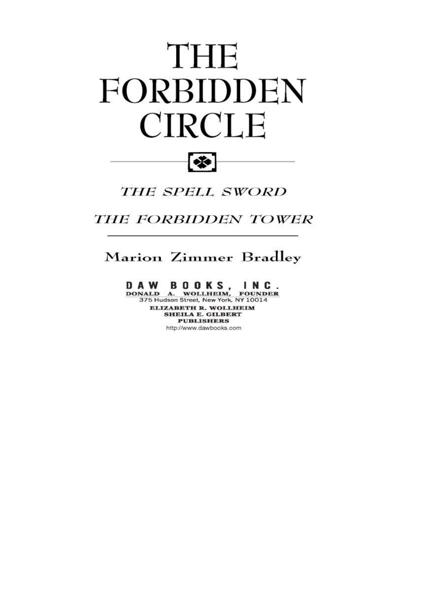 THE
FORBIDDEN
CIRCLE
THE SPELL SWORD
THE FORBIDDEN TOWER
Marion Zimmer Bradley
DAW BOOKS, INC.
DONALD A. WOLLHEIM, FOUNDER
375 Hudson Street, New York, NY 10014
ELIZABETH R. WOLLHEIM
SHEILA E. GILBERT
PUBLISHERS
http://www.dawbooks.com